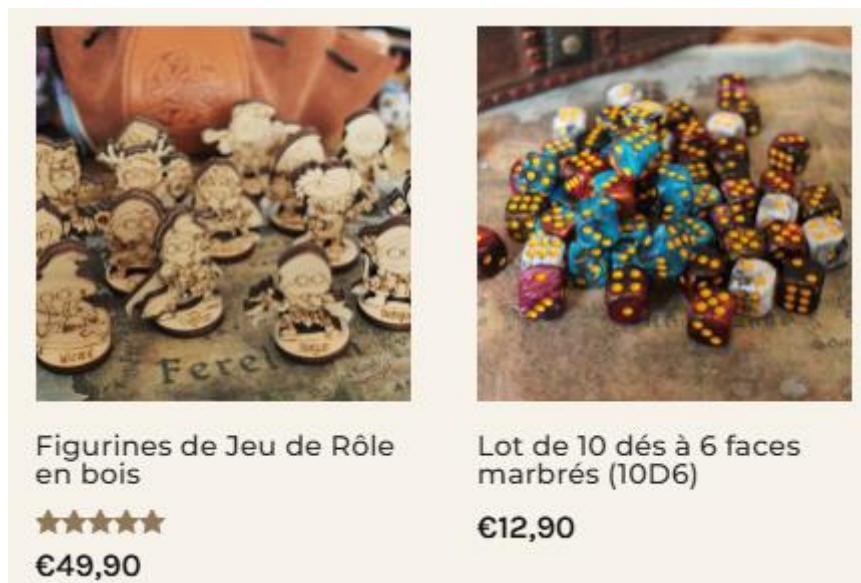 Ferel
Figurines de Jeu de Rôle
en bois
€49,90
Lot de 10 dés à 6 faces
marbrés (10D6)
€12,90